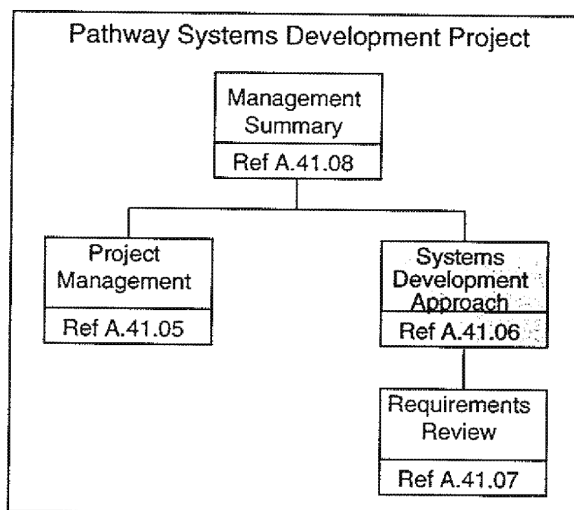 Pathway Systems Development Project
Management
Summary
Ref A.41.08
Project
Management
Ref A.41.05
Systems
Development
Approach
Ref A.41.06
Requirements
Review
Ref A.41.07